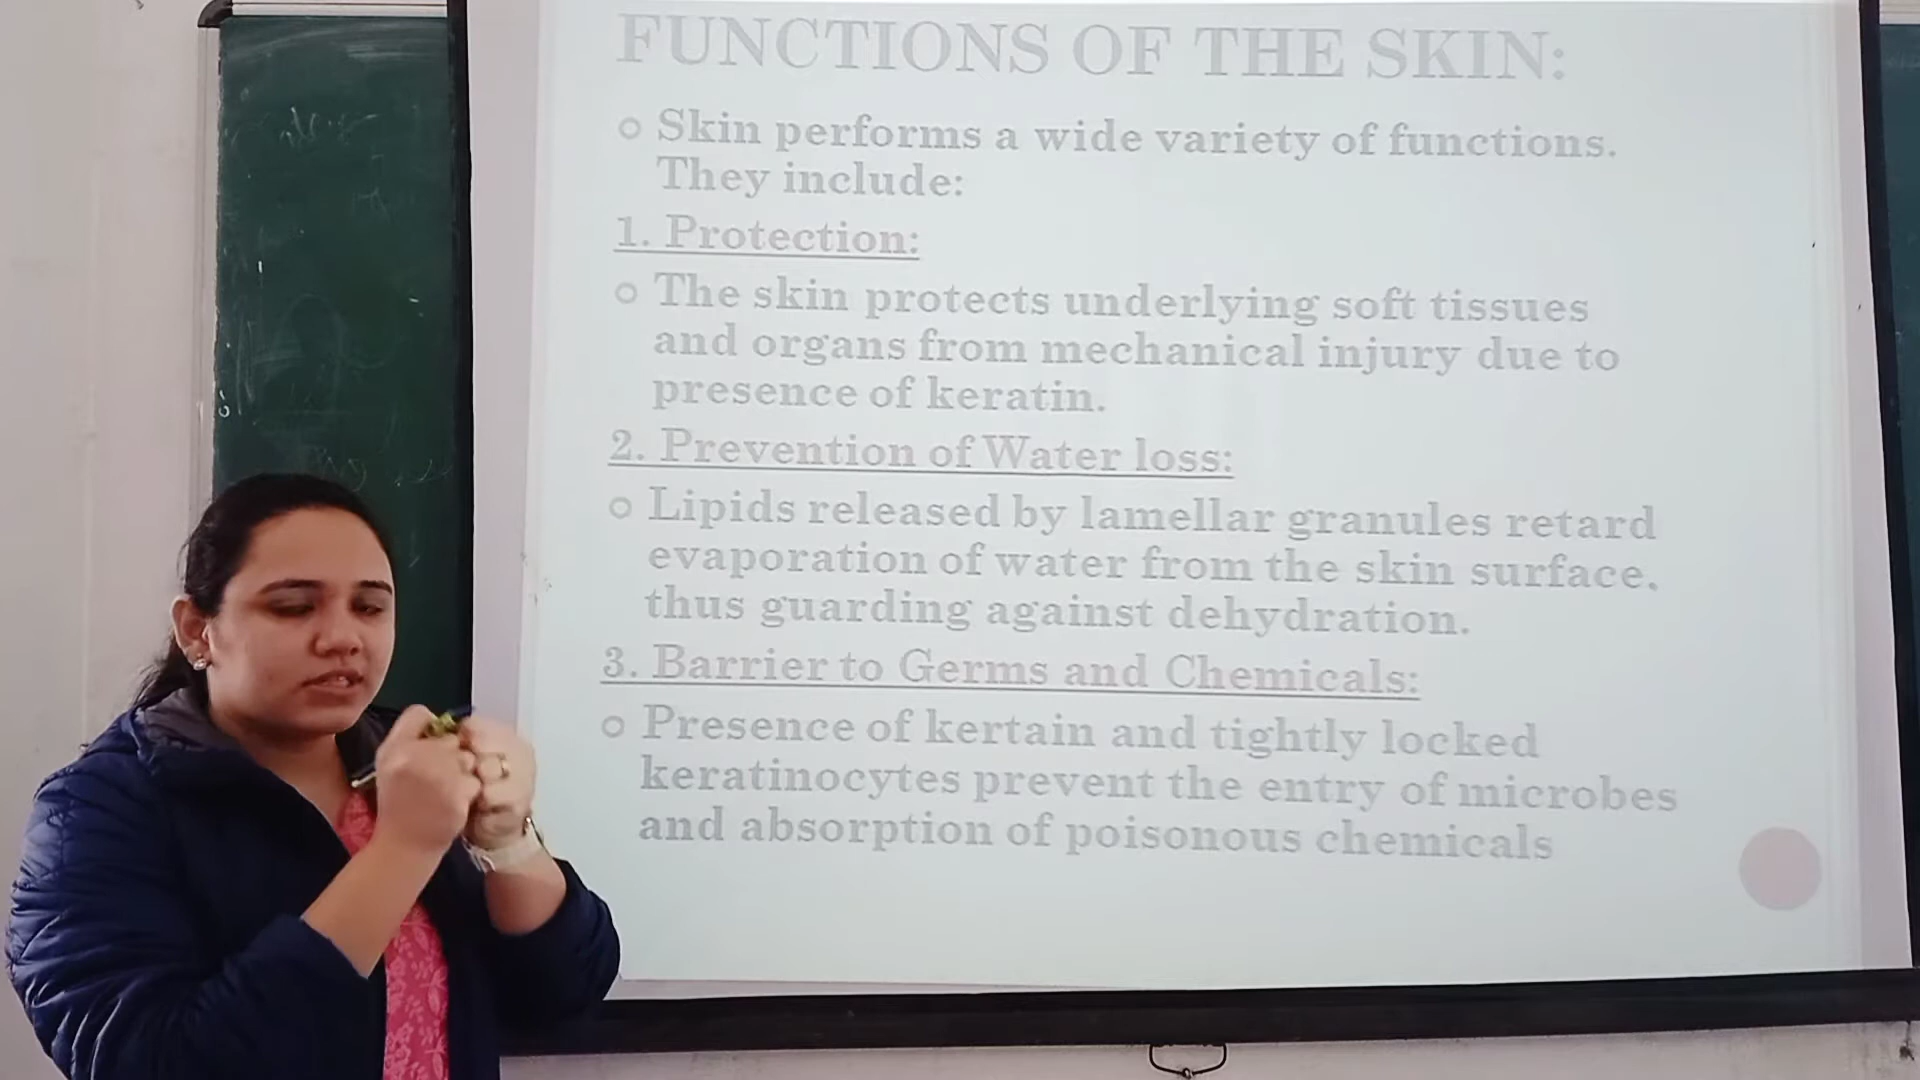 FUNCTIONS OF THE SKIN:
Skin performs a wide variety of functions.
They include:
1. Protection:
The skin protects underlying soft tissues
and organs from mechanical injury due to
presence of keratin.
2. Prevention of Water loss:
Lipids released by lamellar granules retard
evaporation of water from the skin surface.
thus guarding against dehydration.
3. Barrier to Germs and Chemicals:
Presence of kertain and tightly locked
keratinocytes prevent the entry of microbes
and absorption of poisonous chemicals